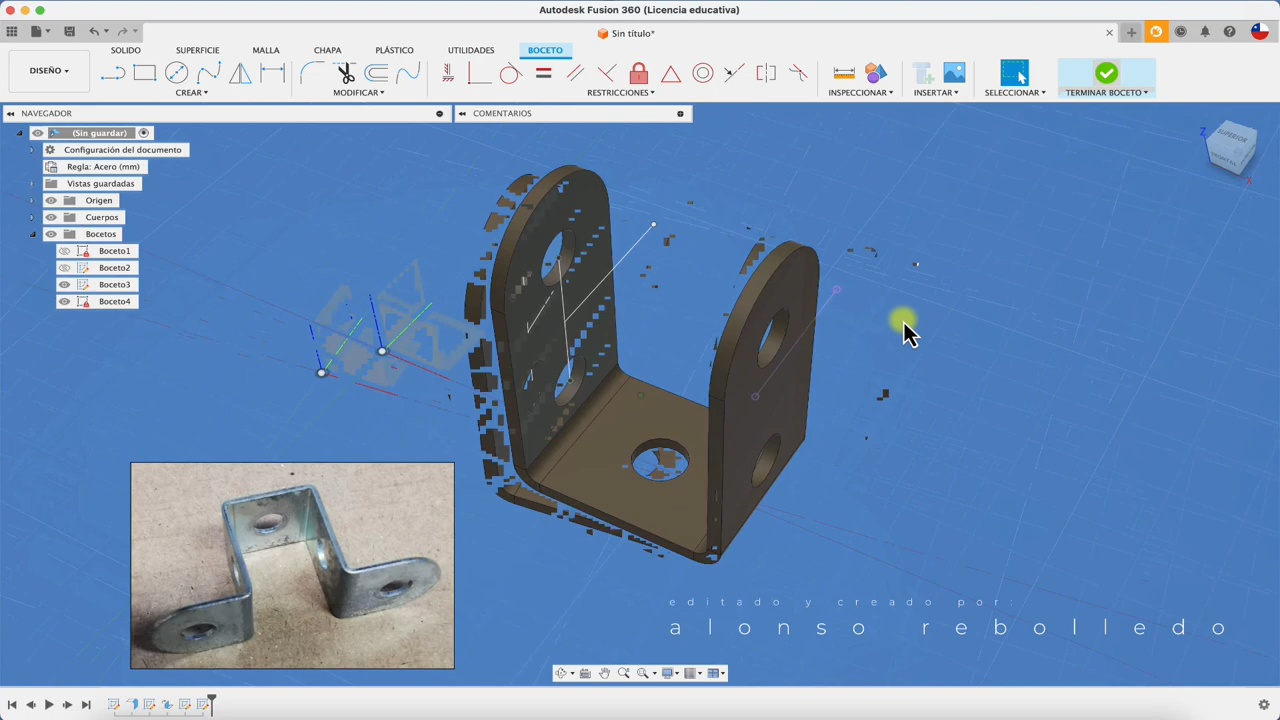 Autodesk Fusion 360 (Licencia educativa)
Sin título*
SOLIDO
SUPERFICIE
MALLA
CHAPA
PLÁSTICO
UTILIDADES
BOCETO
DISEÑO
CREAR
MODIFICAR
RESTRICCIONES
INSPECCIONAR
INSERTAR
SELECCIONAR
TERMINAR BOCETO
NAVEGADOR
COMENTARIOS
(Sin guardar)
Configuración del documento
Regla: Acero (mm)
Vistas guardadas
Origen
Cuerpos
Bocetos
Boceto1
Boceto2
Boceto3
Boceto4
Z
SUPERIOR
X
editado y creado por:
alonso rebolledo